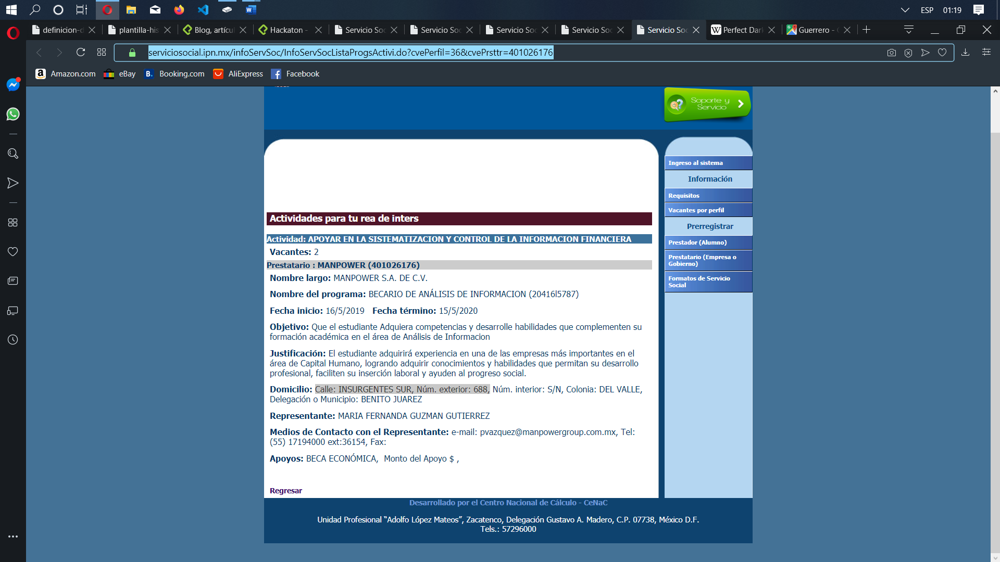 ESP
01:19
definicion-d
plantilla-his
Blog, artícul
Hackaton -
Servicio Soc
Servicio Soc
Servicio Soc
Servicio Soc
Servicio Soc
Perfect Dark
Guerrero -
serviciosocial.ipn.mx/infoServSoc/InfoServSocListaProgsActivi.do?cvePerfil=36&cvePrsttr=401026176
Amazon.com
eBay
Booking.com
AliExpress
Facebook
Soporte y
Servicio
Actividades para tu rea de inters
Actividad: APOYAR EN LA SISTEMATIZACION Y CONTROL DE LA INFORMACION FINANCIERA
Vacantes: 2
Prestatario : MANPOWER (401026176)
Nombre largo: MANPOWER S.A. DE C.V.
Nombre del programa: BECARIO DE ANÁLISIS DE INFORMACION (20416l5787)
Fecha inicio: 16/5/2019 Fecha término: 15/5/2020
Objetivo: Que el estudiante Adquiera competencias y desarrolle habilidades que complementen su
formación académica en el área de Análisis de Informacion
Justificación: El estudiante adquirirá experiencia en una de las empresas más importantes en el
área de Capital Humano, logrando adquirir conocimientos y habilidades que permitan su desarrollo
profesional, faciliten su inserción laboral y ayuden al progreso social.
Domicilio: Calle: INSURGENTES SUR, Núm. exterior: 688, Núm. interior: S/N, Colonia: DEL VALLE,
Delegación o Municipio: BENITO JUAREZ
Representante: MARIA FERNANDA GUZMAN GUTIERREZ
Medios de Contacto con el Representante: e-mail: pvazquez@manpowergroup.com.mx, Tel:
(55) 17194000 ext:36154, Fax:
Apoyos: BECA ECONÓMICA, Monto del Apoyo $ ,
Regresar
Ingreso al sistema
Información
Requisitos
Vacantes por perfil
Prerregistrar
Prestador (Alumno)
Prestatario (Empresa o
Gobierno)
Formatos de Servicio
Social
Desarrollado por el Centro Nacional de Cálculo - CeNaC
Unidad Profesional “Adolfo López Mateos”, Zacatenco, Delegación Gustavo A. Madero, C.P. 07738, México D.F.
Tels.: 57296000